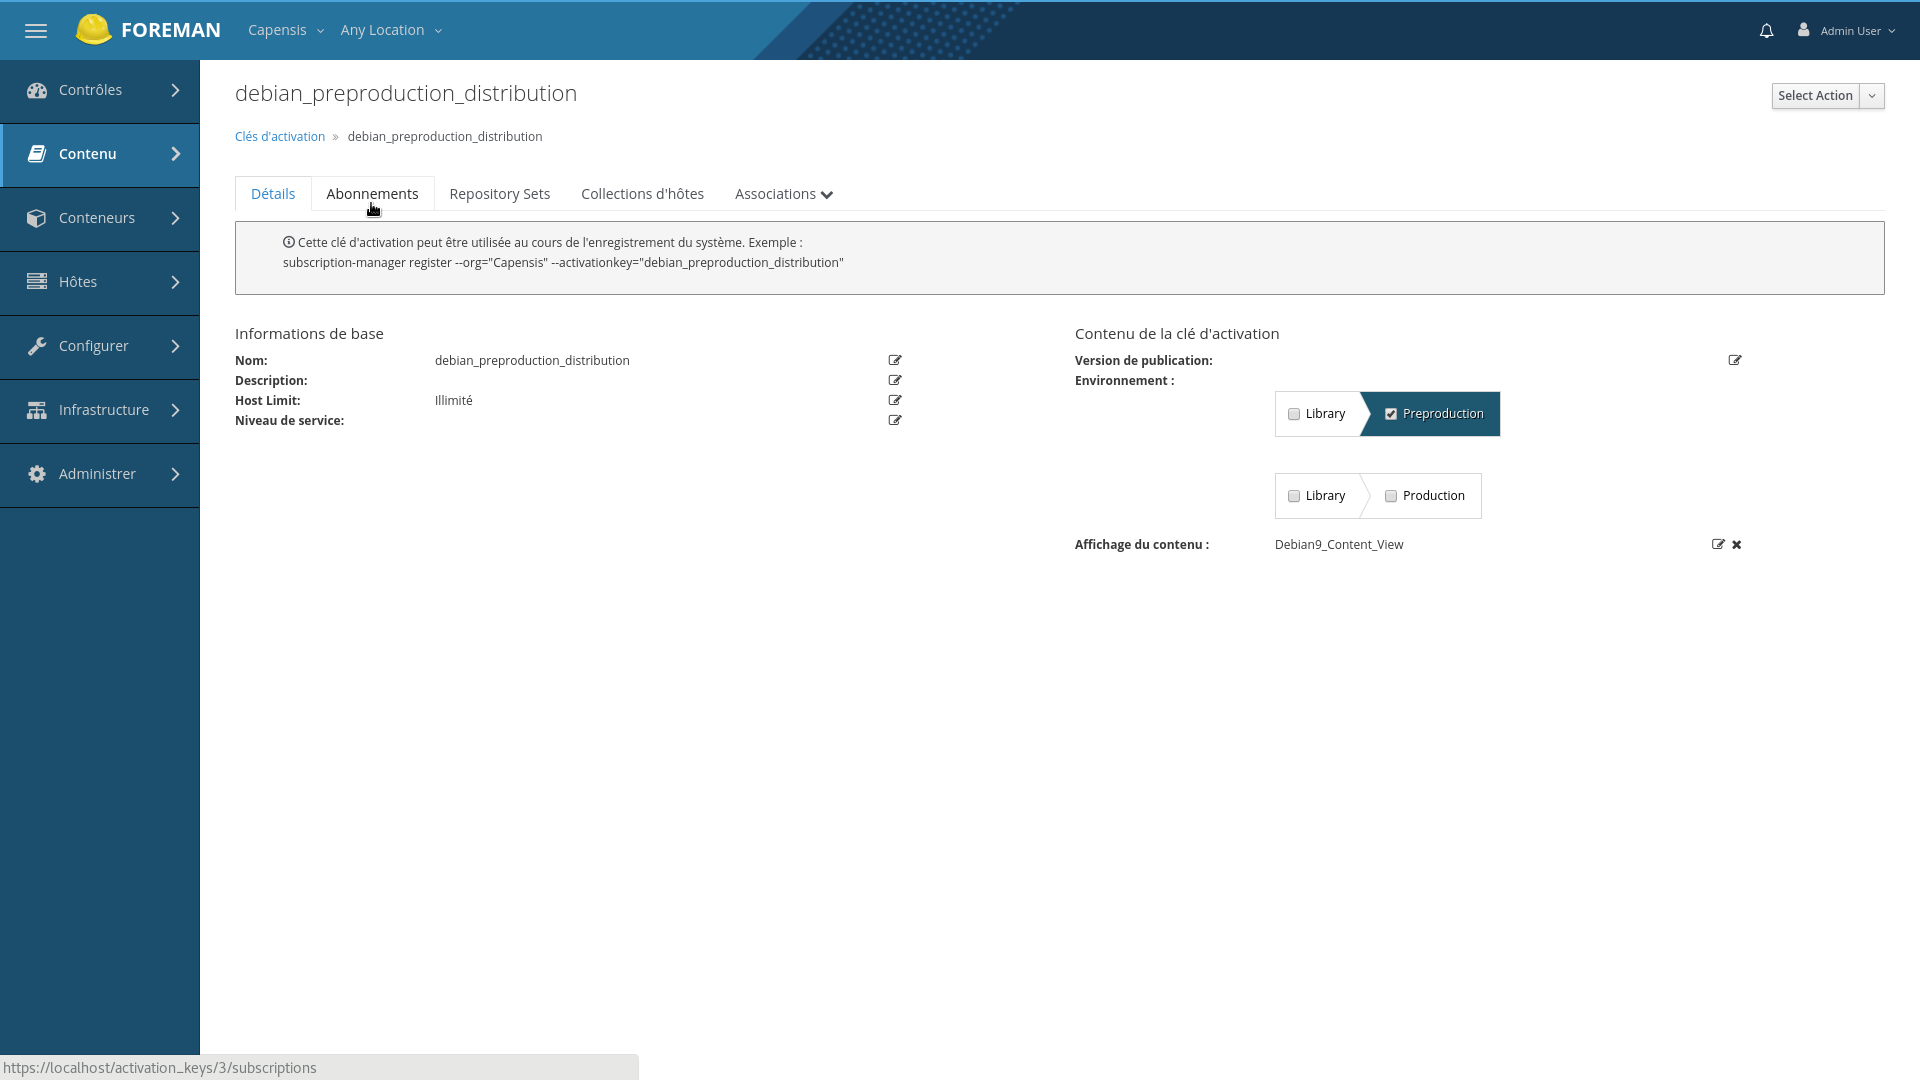 FOREMAN
Capensis
Any Location
Admin User
Contrôles
Contenu
Conteneurs
Hôtes
Configurer
Infrastructure
Administrer
debian_preproduction_distribution
Select Action
Clés d'activation » debian_preproduction_distribution
Détails
Abonnements
Repository Sets
Collections d'hôtes
Associations
Cette clé d'activation peut être utilisée au cours de l'enregistrement du système. Exemple :
subscription-manager register --org="Capensis" --activationkey="debian_preproduction_distribution"
Informations de base
Nom: debian_preproduction_distribution
Description:
Host Limit: Illimité
Niveau de service:
Contenu de la clé d'activation
Version de publication:
Environnement :
Library Preproduction
Library Production
Affichage du contenu : Debian9_Content_View
https://localhost/activation_keys/3/subscriptions